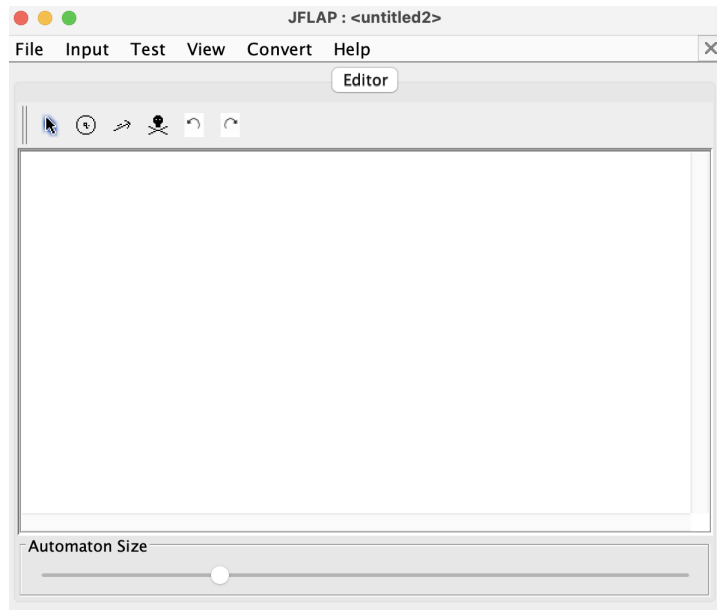 JFLAP : <untitled2>
File Input Test View Convert Help
Editor
Automaton Size